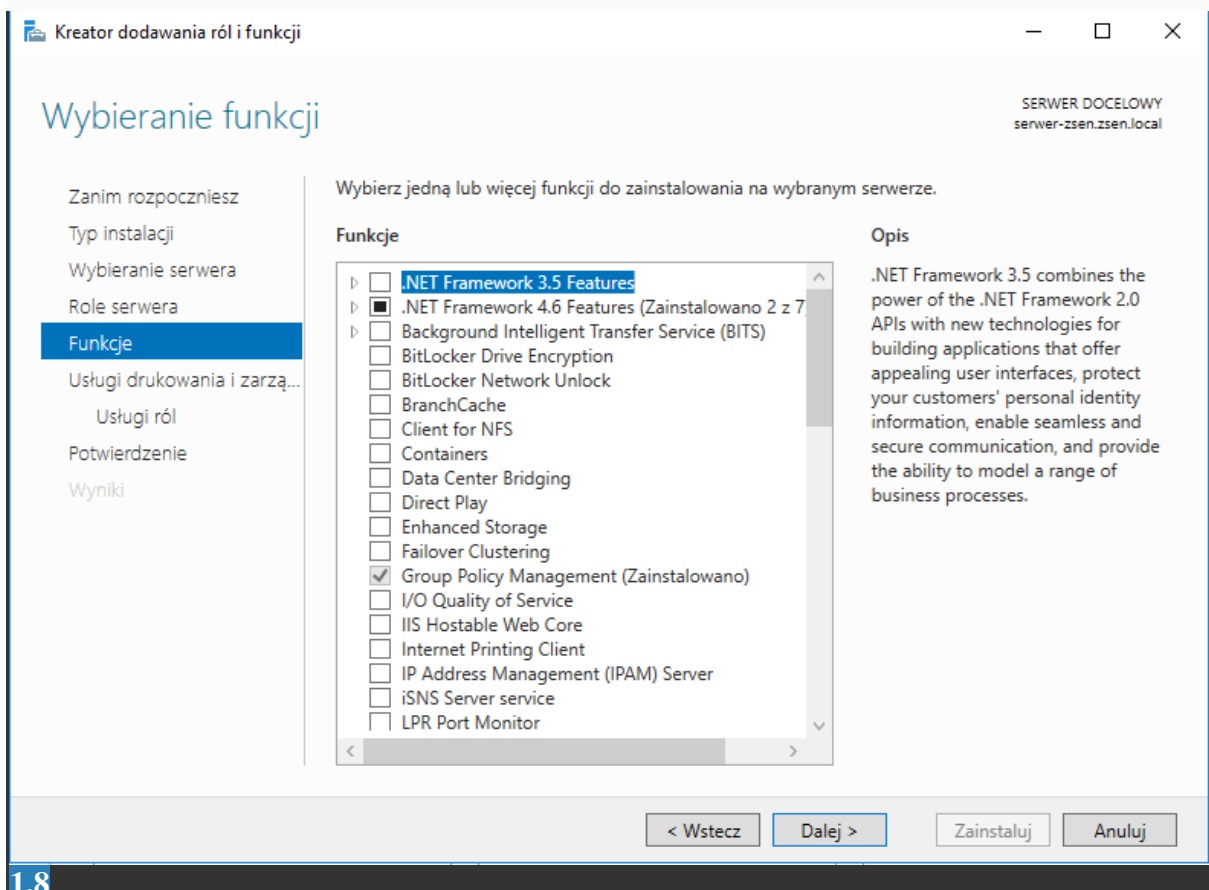 Kreator dodawania ról i funkcji
Wybieranie funkcji
SERWER DOCELOWY
serwer-zsen.zsen.local
Zanim rozpoczniesz
Typ instalacji
Wybieranie serwera
Role serwera
Funkcje
Usługi drukowania i zarzą...
Usługi ról
Potwierdzenie
Wyniki
Wybierz jedną lub więcej funkcji do zainstalowania na wybranym serwerze.
Funkcje
.NET Framework 3.5 Features
.NET Framework 4.6 Features (Zainstalowano 2 z 7
Background Intelligent Transfer Service (BITS)
BitLocker Drive Encryption
BitLocker Network Unlock
BranchCache
Client for NFS
Containers
Data Center Bridging
Direct Play
Enhanced Storage
Failover Clustering
Group Policy Management (Zainstalowano)
I/O Quality of Service
IIS Hostable Web Core
Internet Printing Client
IP Address Management (IPAM) Server
iSNS Server service
LPR Port Monitor
Opis
.NET Framework 3.5 combines the
power of the .NET Framework 2.0
APIs with new technologies for
building applications that offer
appealing user interfaces, protect
your customers' personal identity
information, enable seamless and
secure communication, and provide
the ability to model a range of
business processes.
< Wstecz
Dalej >
Zainstaluj
Anuluj
1.8